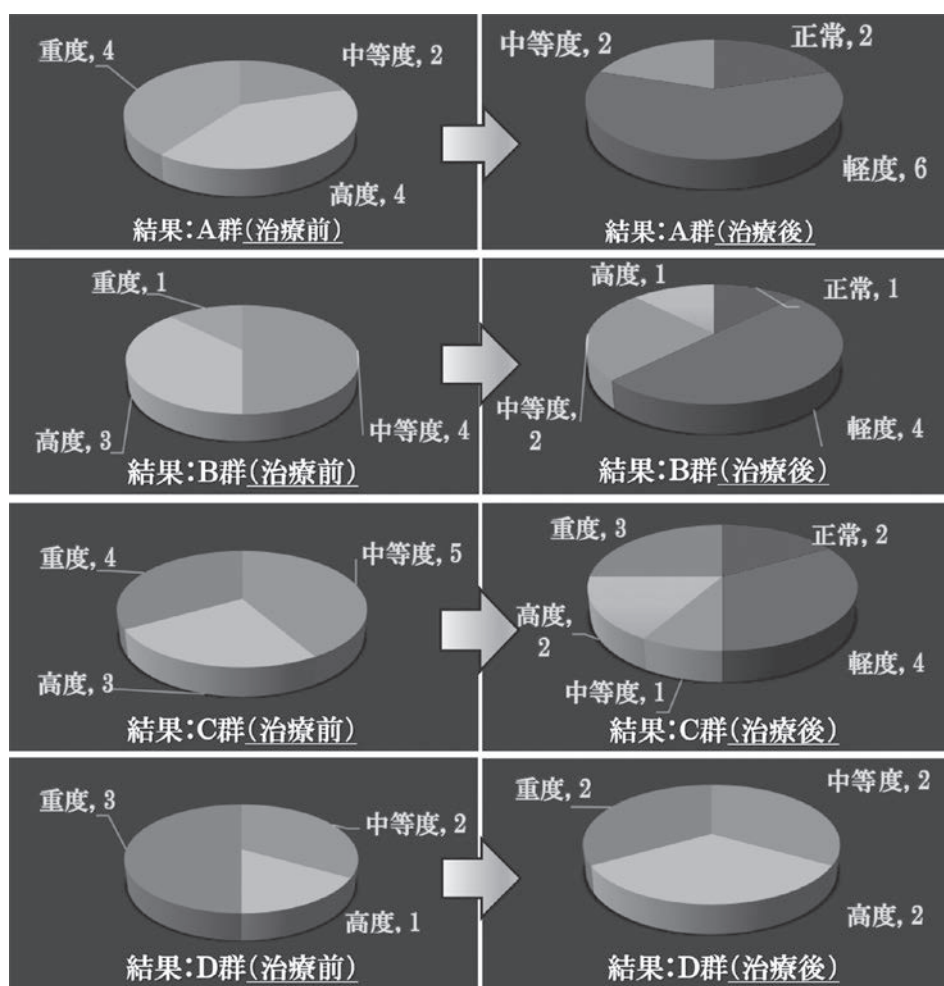 重度, 4
中等度, 2
高度, 4
結果:A群(治療前)
中等度, 2
正常, 2
軽度, 6
結果:A群(治療後)
重度, 1
高度, 3
中等度, 4
結果:B群(治療前)
高度, 1
正常, 1
中等度,
2
軽度, 4
結果:B群(治療後)
重度, 4
中等度, 5
高度, 3
結果:C群(治療前)
重度, 3
正常, 2
高度,
2
軽度, 4
中等度, 1
結果:C群(治療後)
重度, 3
中等度, 2
高度, 1
結果:D群(治療前)
重度, 2
中等度, 2
高度, 2
結果:D群(治療後)